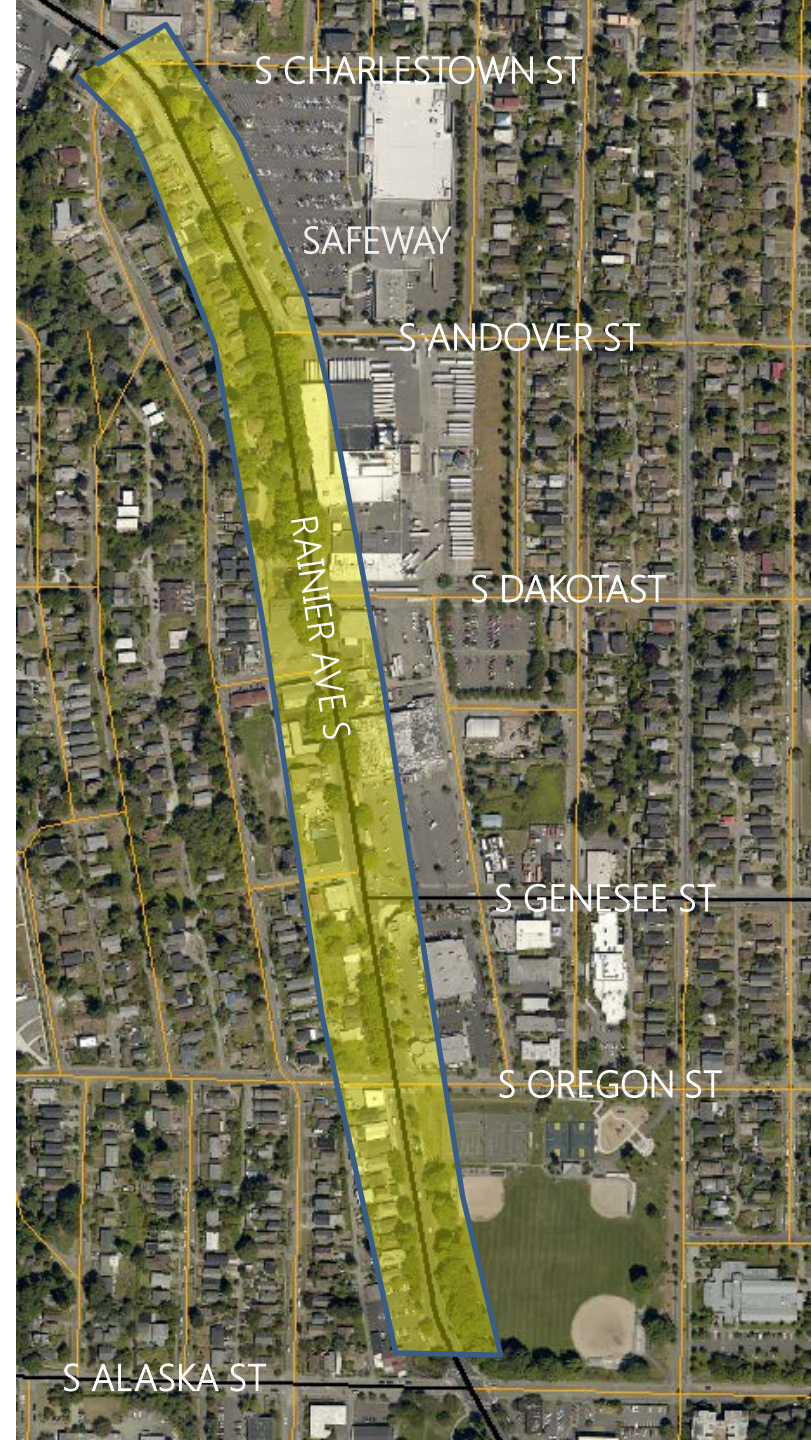 S CHARLESTOWN ST
SAFEWAY
S ANDOVER ST
RAINIER AVE S
S DAKOTAST
S GENESEE ST
S OREGON ST
S ALASKA ST